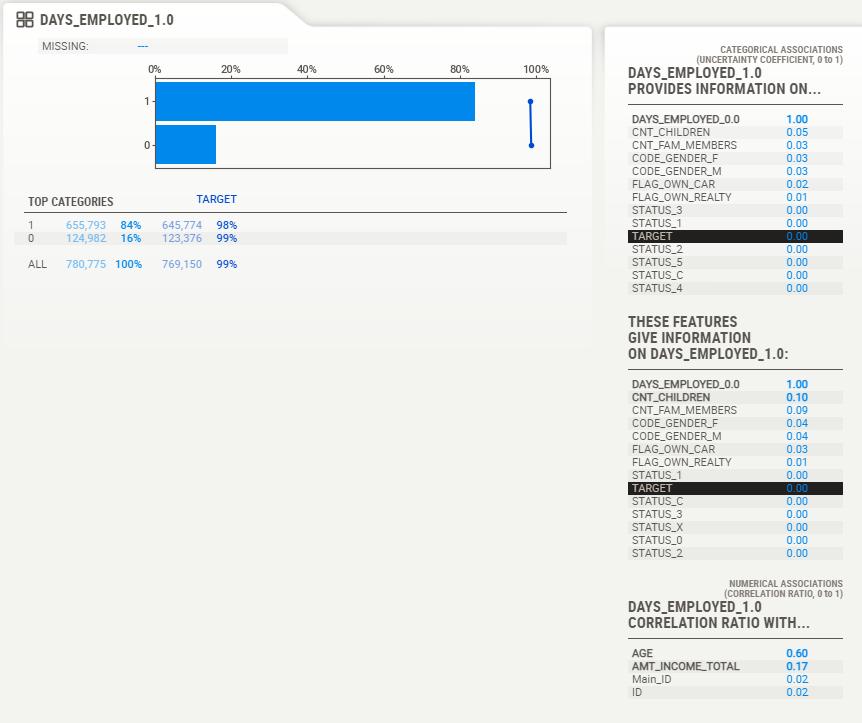 DAYS_EMPLOYED_1.0
MISSING: ---
0% 20% 40% 60% 80% 100%
1
0
TOP CATEGORIES TARGET
1 655,793 84% 645,774 98%
0 124,982 16% 123,376 99%
ALL 780,775 100% 769,150 99%
CATEGORICAL ASSOCIATIONS
(UNCERTAINTY COEFFICIENT, 0 to 1)
DAYS_EMPLOYED_1.0
PROVIDES INFORMATION ON...
DAYS_EMPLOYED_0.0 1.00
CNT_CHILDREN 0.05
CNT_FAM_MEMBERS 0.03
CODE_GENDER_F 0.03
CODE_GENDER_M 0.03
FLAG_OWN_CAR 0.02
FLAG_OWN_REALTY 0.01
STATUS_3 0.00
STATUS_1 0.00
TARGET 0.00
STATUS_2 0.00
STATUS_5 0.00
STATUS_C 0.00
STATUS_4 0.00
THESE FEATURES
GIVE INFORMATION
ON DAYS_EMPLOYED_1.0:
DAYS_EMPLOYED_0.0 1.00
CNT_CHILDREN 0.10
CNT_FAM_MEMBERS 0.09
CODE_GENDER_F 0.04
CODE_GENDER_M 0.04
FLAG_OWN_CAR 0.03
FLAG_OWN_REALTY 0.01
STATUS_1 0.00
TARGET 0.00
STATUS_C 0.00
STATUS_3 0.00
STATUS_X 0.00
STATUS_0 0.00
STATUS_2 0.00
NUMERICAL ASSOCIATIONS
(CORRELATION RATIO, 0 to 1)
DAYS_EMPLOYED_1.0
CORRELATION RATIO WITH...
AGE 0.60
AMT_INCOME_TOTAL 0.17
Main_ID 0.02
ID 0.02